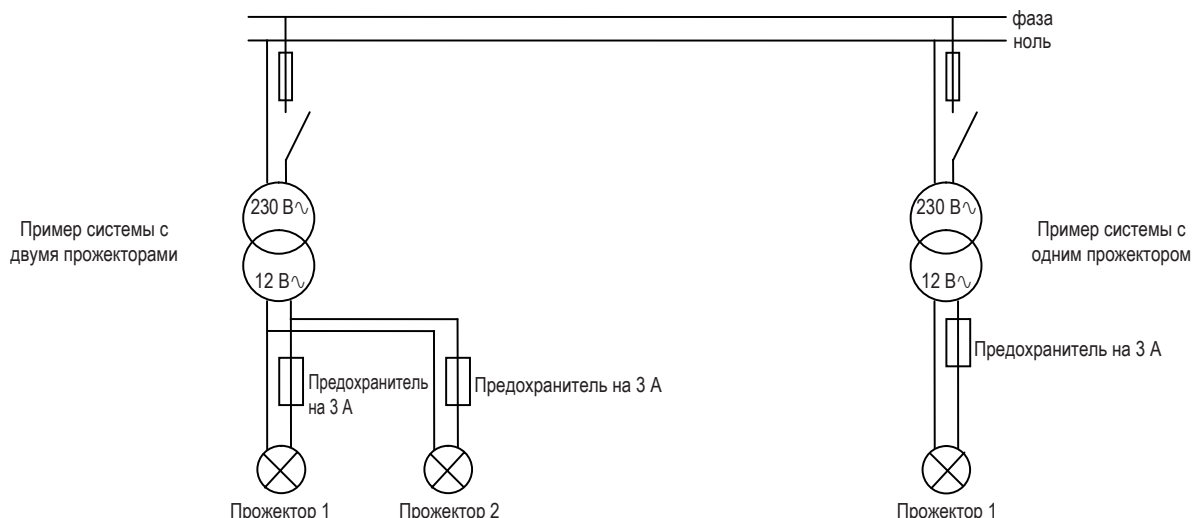 фаза
ноль
230 В∿
230 В∿
Пример системы с
двумя прожекторами
Пример системы с
одним прожектором
12 В∿
12 В∿
Предохранитель на 3 А
Предохранитель
на 3 А
Предохранитель на 3 А
Прожектор 1
Прожектор 2
Прожектор 1